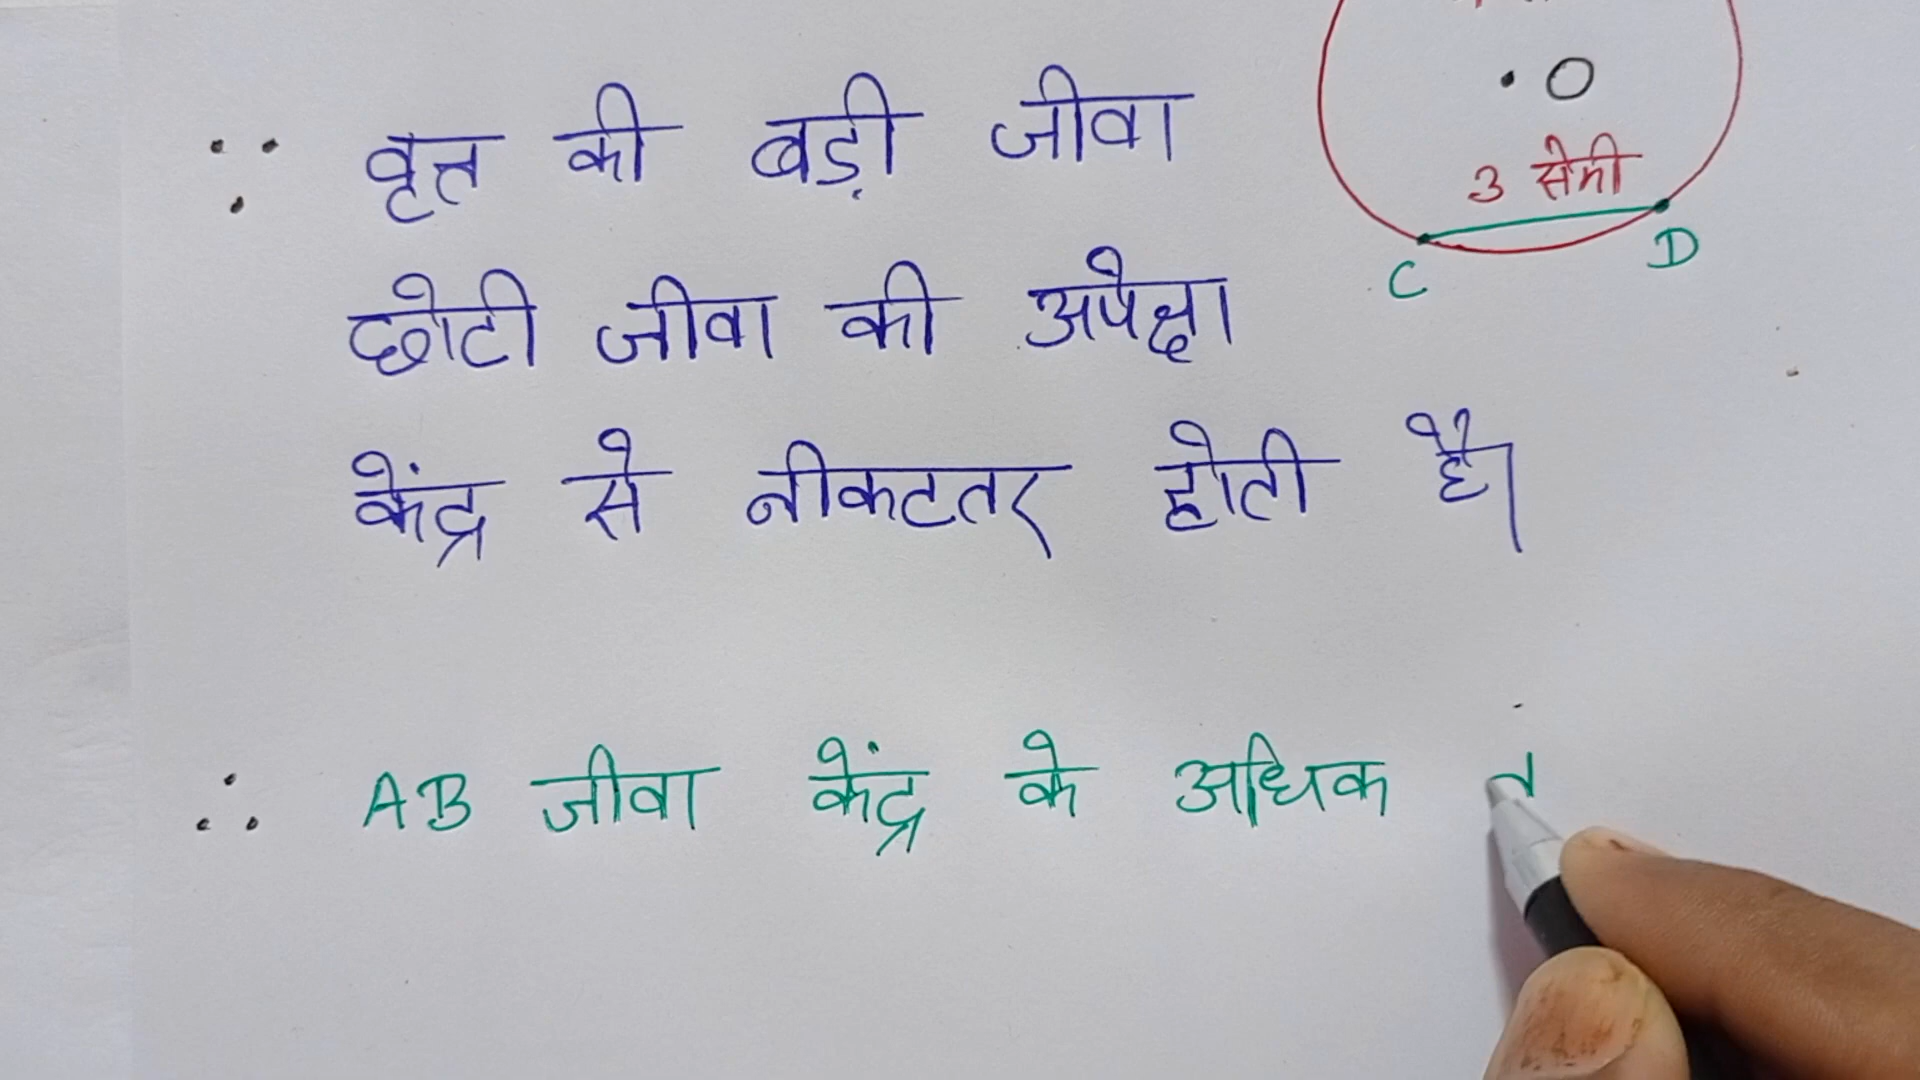 ∵ वृत्त की बड़ी जीवा
छोटी जीवा की अपेक्षा
केंद्र से नीकटतर होती है।
∴ AB जीवा केंद्र के अधिक
O
3 सेमी
C
D